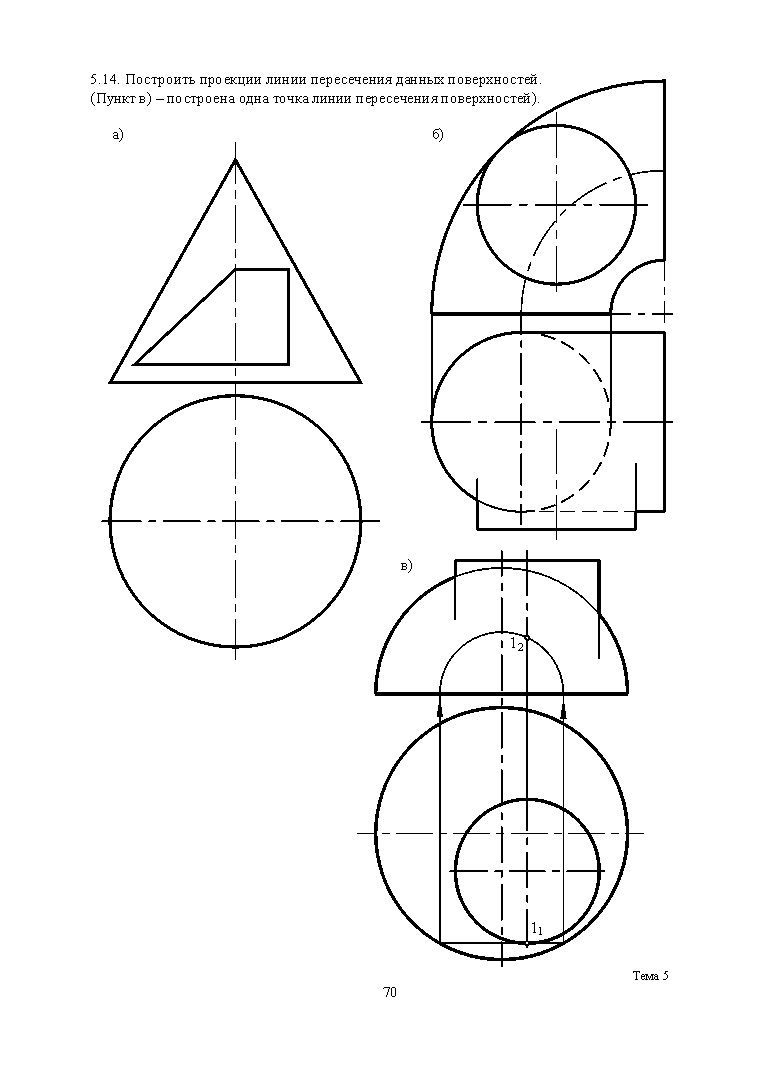 5.14. Построить проекции линии пересечения данных поверхностей.
(Пункт в) – построена одна точка линии пересечения поверхностей).
а)
б)
в)
1₂
1₁
Тема 5
70